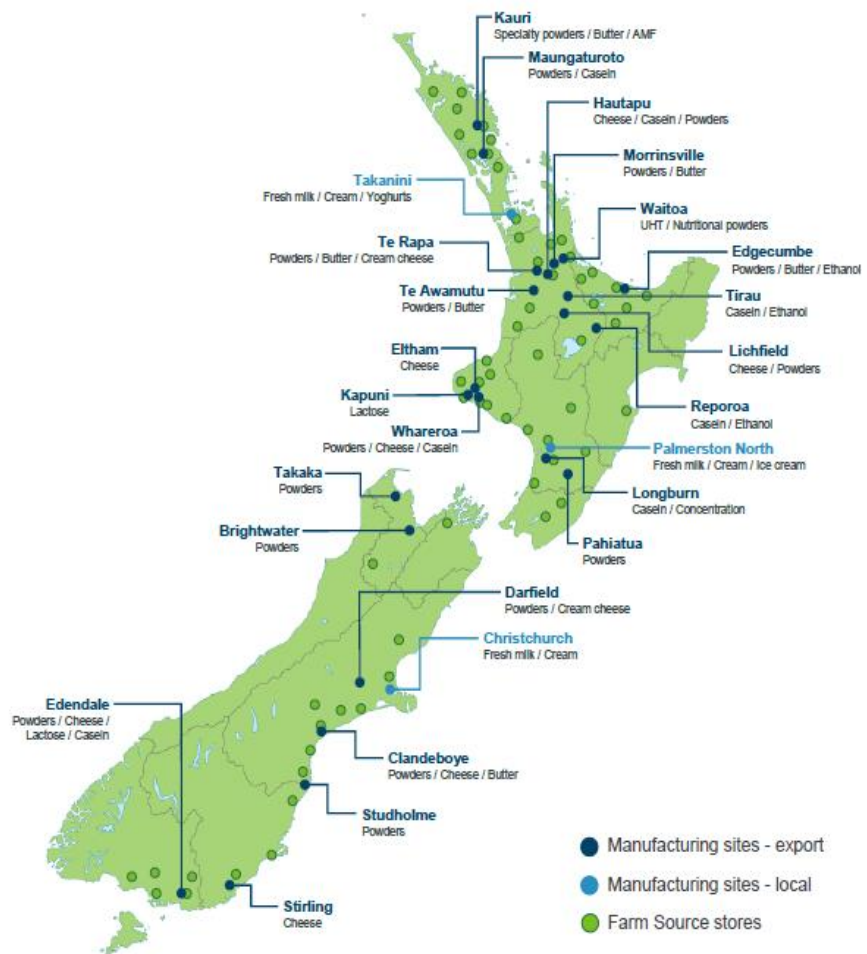 Kauri
Specialty powders / Butter / AMF
Maungaturoto
Powders / Casein
Hautapu
Cheese / Casein / Powders
Morrinsville
Powders / Butter
Takanini
Fresh milk / Cream / Yoghurts
Waitoa
UHT / Nutritional powders
Te Rapa
Powders / Butter / Cream cheese
Edgecumbe
Powders / Butter / Ethanol
Te Awamutu
Powders / Butter
Tirau
Casein / Ethanol
Eltham
Cheese
Lichfield
Cheese / Powders
Kapuni
Lactose
Reporoa
Casein / Ethanol
Whareroa
Powders / Cheese / Casein
Palmerston North
Fresh milk / Cream / Ice cream
Takaka
Powders
Longburn
Casein / Concentration
Brightwater
Powders
Pahiatua
Powders
Darfield
Powders / Cream cheese
Christchurch
Fresh milk / Cream
Edendale
Powders / Cheese /
Lactose / Casein
Clandeboye
Powders / Cheese / Butter
Studholme
Powders
Stirling
Cheese
Manufacturing sites - export
Manufacturing sites - local
Farm Source stores